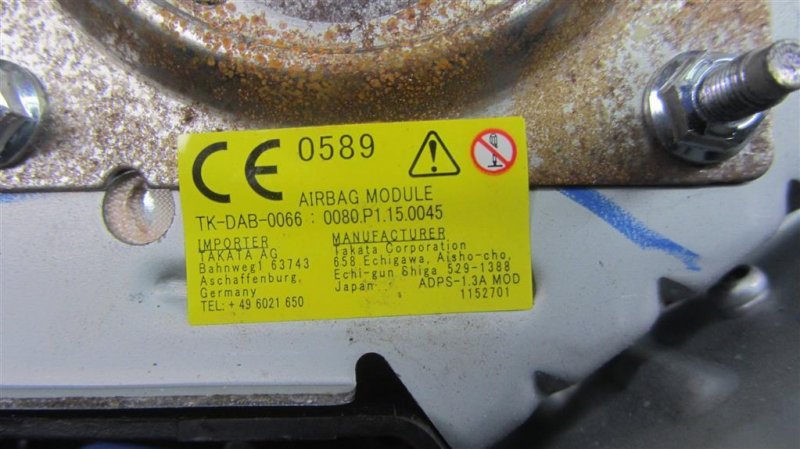 CE 0589
AIRBAG MODULE
TK-DAB-0066 : 0080.P1.15.0045
IMPORTER
TAKATA AG
Bahnweg1 63743
Aschaffenburg,
Germany
TEL: +49 6021 650
MANUFACTURER
Takata Corporation
658 Echigawa, Aisho-cho,
Echi-gun Shiga 529-1388
Japan
ADPS-1.3A MOD
1152701